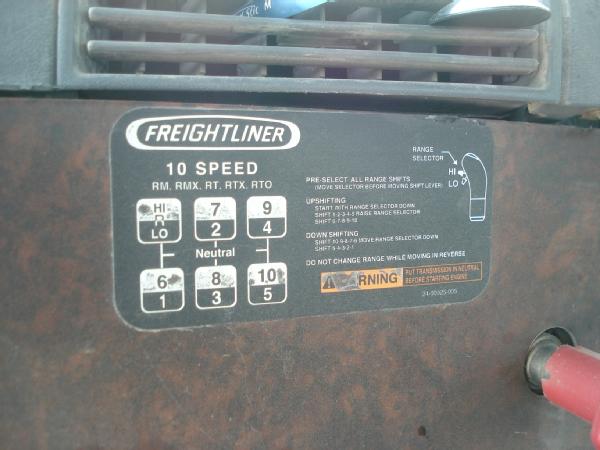 FREIGHTLINER
10 SPEED
RM, RMX, RT, RTX, RTO
HI
R
LO
7
2
9
4
Neutral
6
1
8
3
10
5
RANGE
SELECTOR
HI
LO
PRE-SELECT ALL RANGE SHIFTS
(MOVE SELECTOR BEFORE MOVING SHIFT LEVER)
UPSHIFTING
START WITH RANGE SELECTOR DOWN
SHIFT 1-2-3-4-5 RAISE RANGE SELECTOR
SHIFT 6-7-8-9-10
DOWN SHIFTING
SHIFT 10-9-8-7-6 MOVE RANGE SELECTOR DOWN
SHIFT 5-4-3-2-1
DO NOT CHANGE RANGE WHILE MOVING IN REVERSE
WARNING
PUT TRANSMISSION IN NEUTRAL
BEFORE STARTING ENGINE